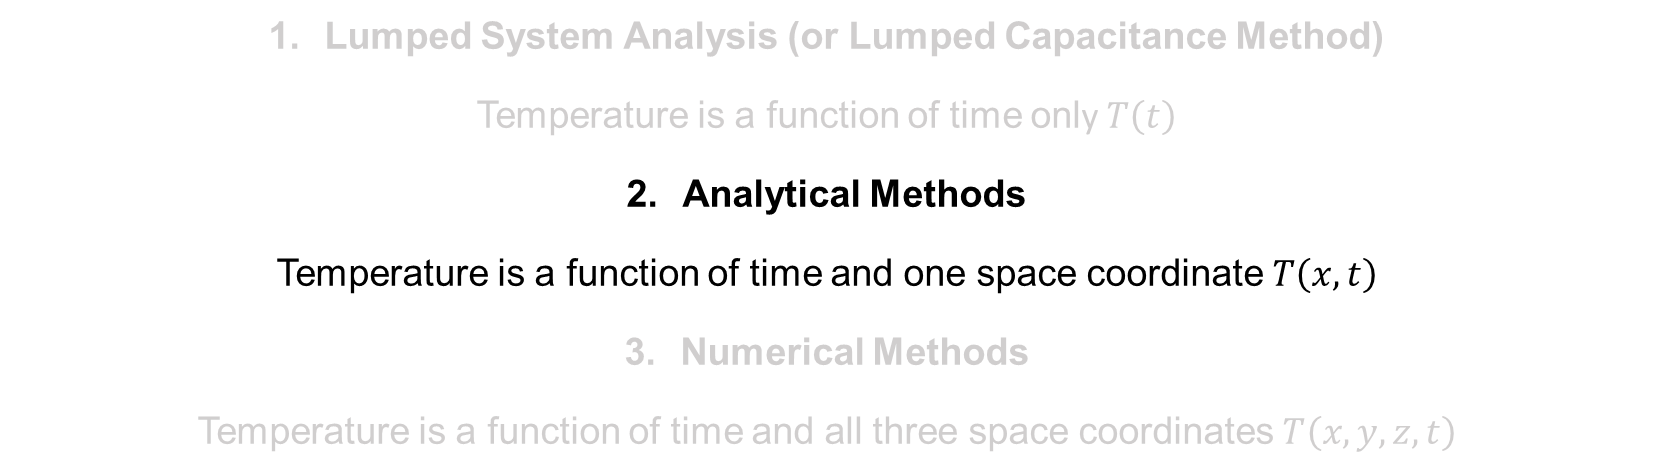 1. Lumped System Analysis (or Lumped Capacitance Method)
Temperature is a function of time only T(t)
2. Analytical Methods
Temperature is a function of time and one space coordinate T(x, t)
3. Numerical Methods
Temperature is a function of time and all three space coordinates T(x, y, z, t)